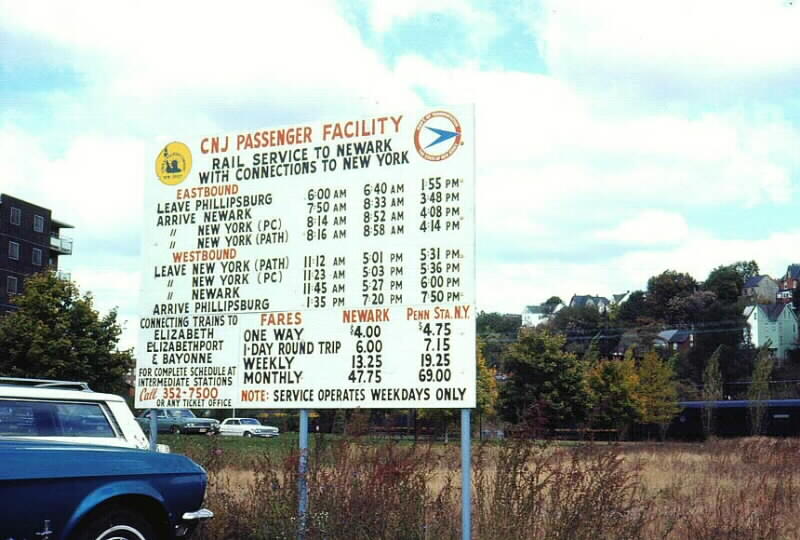 CNJ PASSENGER FACILITY
RAIL SERVICE TO NEWARK
WITH CONNECTIONS TO NEW YORK
EASTBOUND
LEAVE PHILLIPSBURG 6:00 AM 6:40 AM 1:55 PM
ARRIVE NEWARK 7:50 AM 8:33 AM 3:48 PM
" NEW YORK (PC) 8:14 AM 8:52 AM 4:08 PM
" NEW YORK (PATH) 8:16 AM 8:58 AM 4:14 PM
WESTBOUND
LEAVE NEW YORK (PATH) 11:12 AM 5:01 PM 5:31 PM
" NEW YORK (PC) 11:23 AM 5:03 PM 5:36 PM
" NEWARK 11:45 AM 5:27 PM 6:00 PM
ARRIVE PHILLIPSBURG 1:35 PM 7:20 PM 7:50 PM
CONNECTING TRAINS TO
ELIZABETH
ELIZABETHPORT
& BAYONNE
FOR COMPLETE SCHEDULE AT
INTERMEDIATE STATIONS
Call 352-7500
OR ANY TICKET OFFICE
FARES NEWARK PENN STA. N.Y.
ONE WAY $4.00 $4.75
1-DAY ROUND TRIP 6.00 7.15
WEEKLY 13.25 19.25
MONTHLY 47.75 69.00
NOTE: SERVICE OPERATES WEEKDAYS ONLY